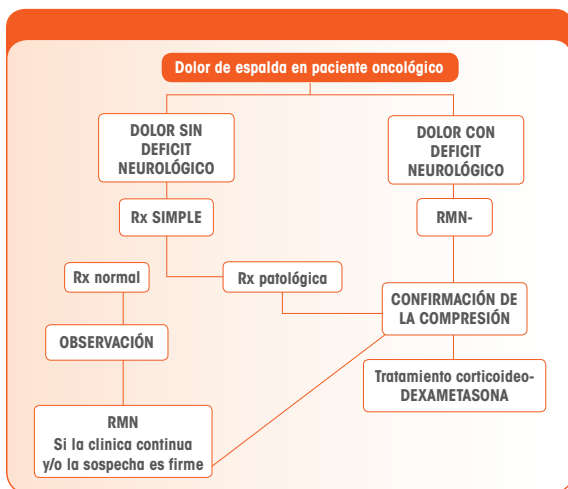 Dolor de espalda en paciente oncológico
DOLOR SIN
DEFICIT
NEUROLÓGICO
DOLOR CON
DEFICIT
NEUROLÓGICO
Rx SIMPLE
RMN-
Rx normal
Rx patológica
CONFIRMACIÓN DE
LA COMPRESIÓN
OBSERVACIÓN
Tratamiento corticoideo-
DEXAMETASONA
RMN
Si la clinica continua
y/o la sospecha es firme